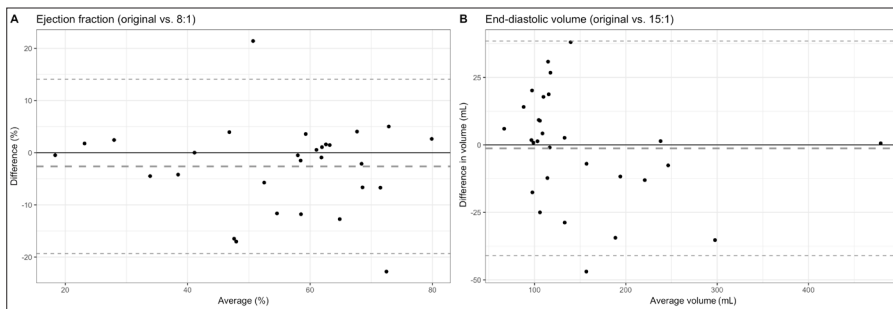 A Ejection fraction (original vs. 8:1)
Difference (%)
20
10
0
-10
-20
20 40 60 80
Average (%)
B End-diastolic volume (original vs. 15:1)
Difference in volume (mL)
25
0
-25
-50
100 200 300 400
Average volume (mL)